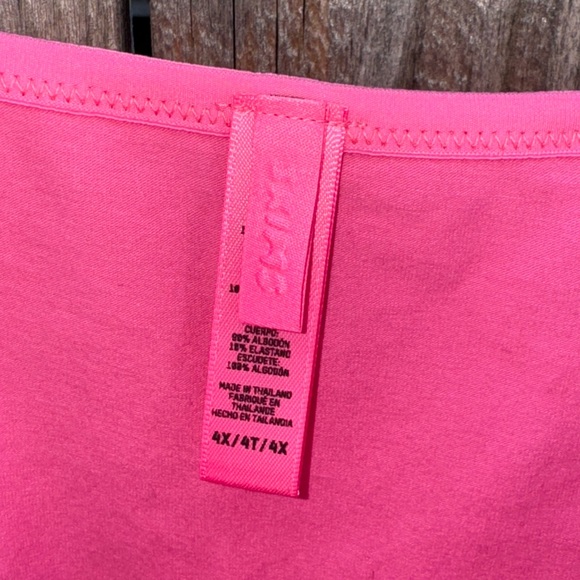 SKIMS
CUERPO:
90% ALGODÓN
10% ELASTANO
ESCUDETE:
100% ALGODÓN
MADE IN THAILAND
FABRIQUÉ EN
THAÏLANDE
HECHO EN TAILANDIA
4X/4T/4X